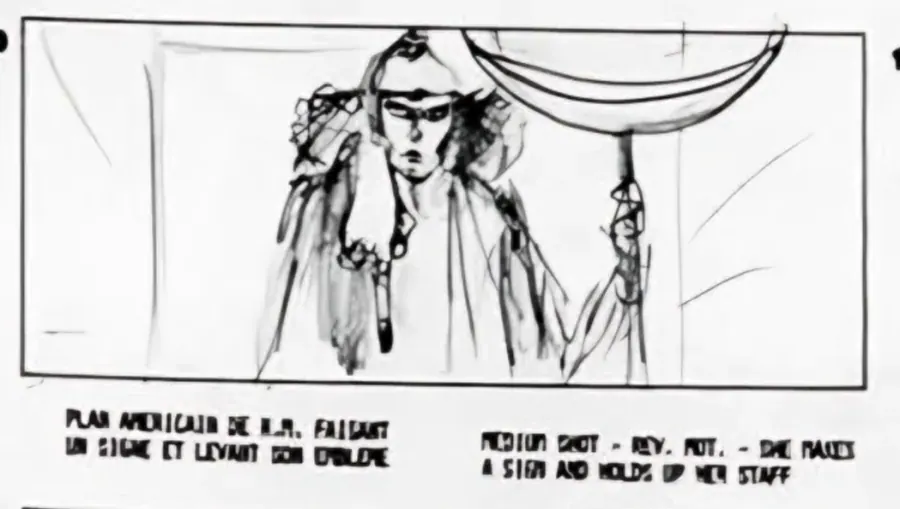 PLAN AMERICAIN DE R.M. FAISANT
UN SIGNE ET LEVANT SON EMBLEME
MEDIUM SHOT - REV. MOT. - SHE MAKES
A SIGN AND HOLDS UP HER STAFF